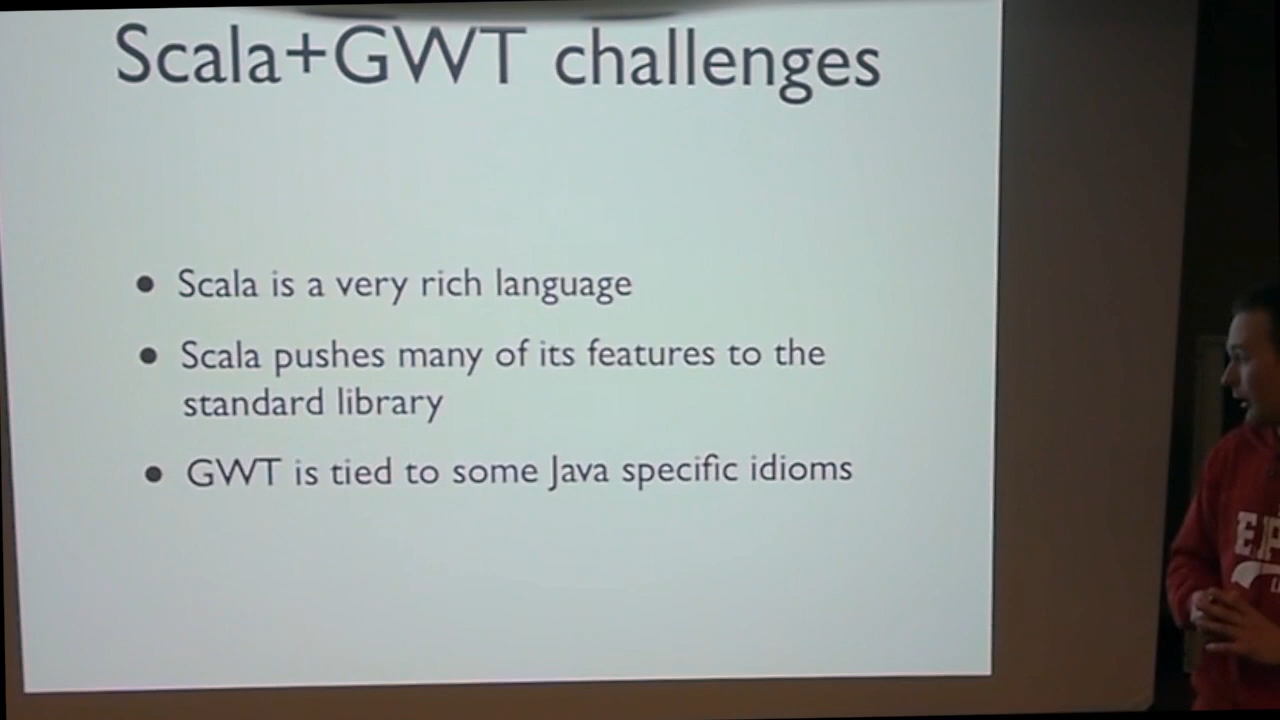 Scala+GWT challenges
• Scala is a very rich language
• Scala pushes many of its features to the
standard library
• GWT is tied to some Java specific idioms